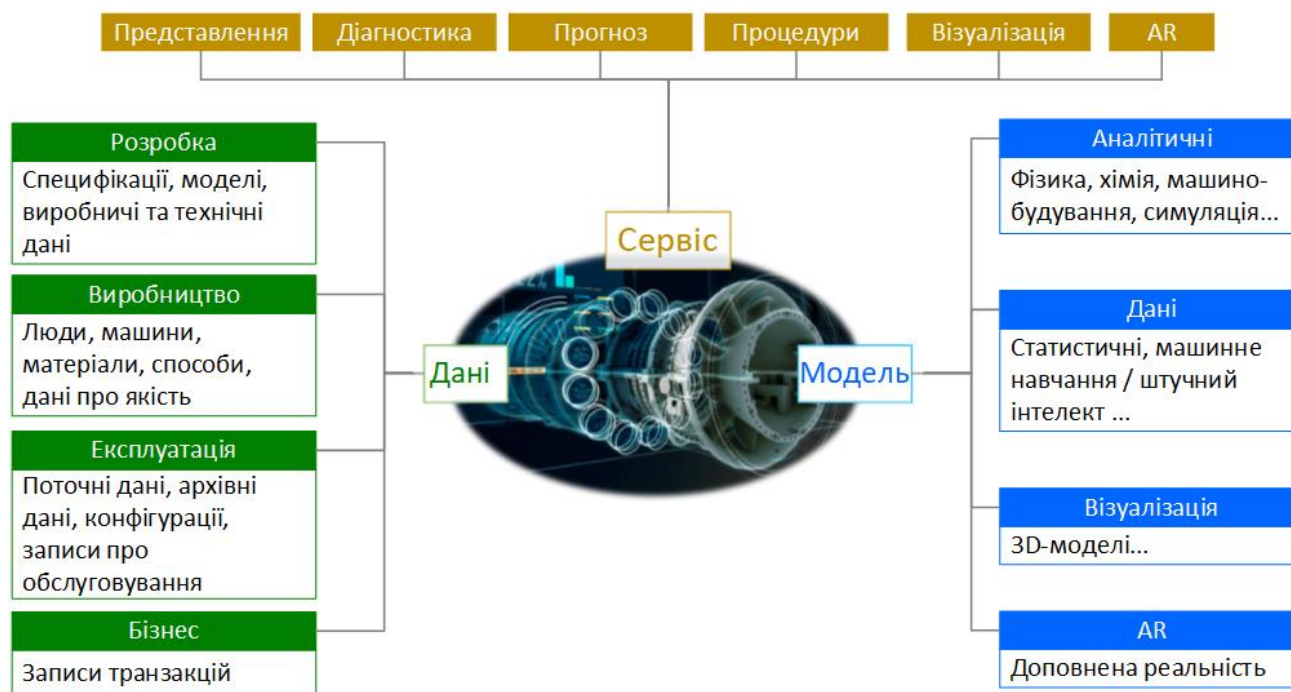 Представлення
Діагностика
Прогноз
Процедури
Візуалізація
AR
Розробка
Специфікації, моделі,
виробничі та технічні
дані
Виробництво
Люди, машини,
матеріали, способи,
дані про якість
Експлуатація
Поточні дані, архівні
дані, конфігурації,
записи про
обслуговування
Бізнес
Записи транзакцій
Сервіс
Дані
Модель
Аналітичні
Фізика, хімія, машино-
будування, симуляція...
Дані
Статистичні, машинне
навчання / штучний
інтелект ...
Візуалізація
3D-моделі...
AR
Доповнена реальність